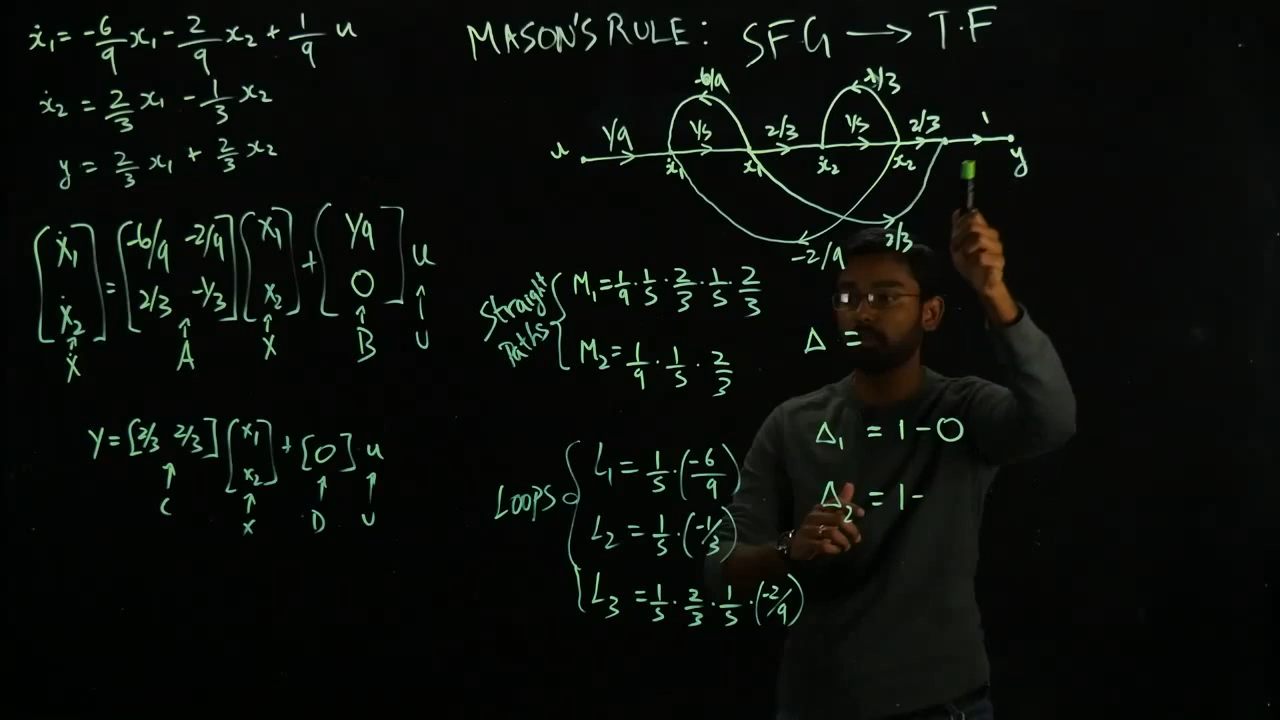 ẋ₁ = -6/9 x₁ - 2/9 x₂ + 1/9 u
ẋ₂ = 2/3 x₁ - 1/3 x₂
y = 2/3 x₁ + 2/3 x₂
[ẋ₁ ẋ₂] = [-6/9 -2/9 2/3 -1/3] [x₁ x₂] + [1/9 0] u
↑ Ẋ ↑ A ↑ X ↑ B ↑ U
Y = [2/3 2/3] [x₁ x₂] + [0] . u
↑ C ↑ X ↑ D ↑ U
MASON'S RULE: SFG → T.F
-6/9
1/9 1/s 2/3 1/s 2/3 1
u ẋ₁ x₁ ẋ₂ x₂ y
-2/9 2/3
Straight Paths
M₁ = 1/9 . 1/s . 2/3 . 1/s . 2/3
M₂ = 1/9 . 1/s . 2/3
Δ =
Δ₁ = 1 - 0
Δ₂ = 1 -
LOOPS
L₁ = 1/s . (-6/9)
L₂ = 1/s . (-1/3)
L₃ = 1/s . 2/3 . 1/s . (-2/9)